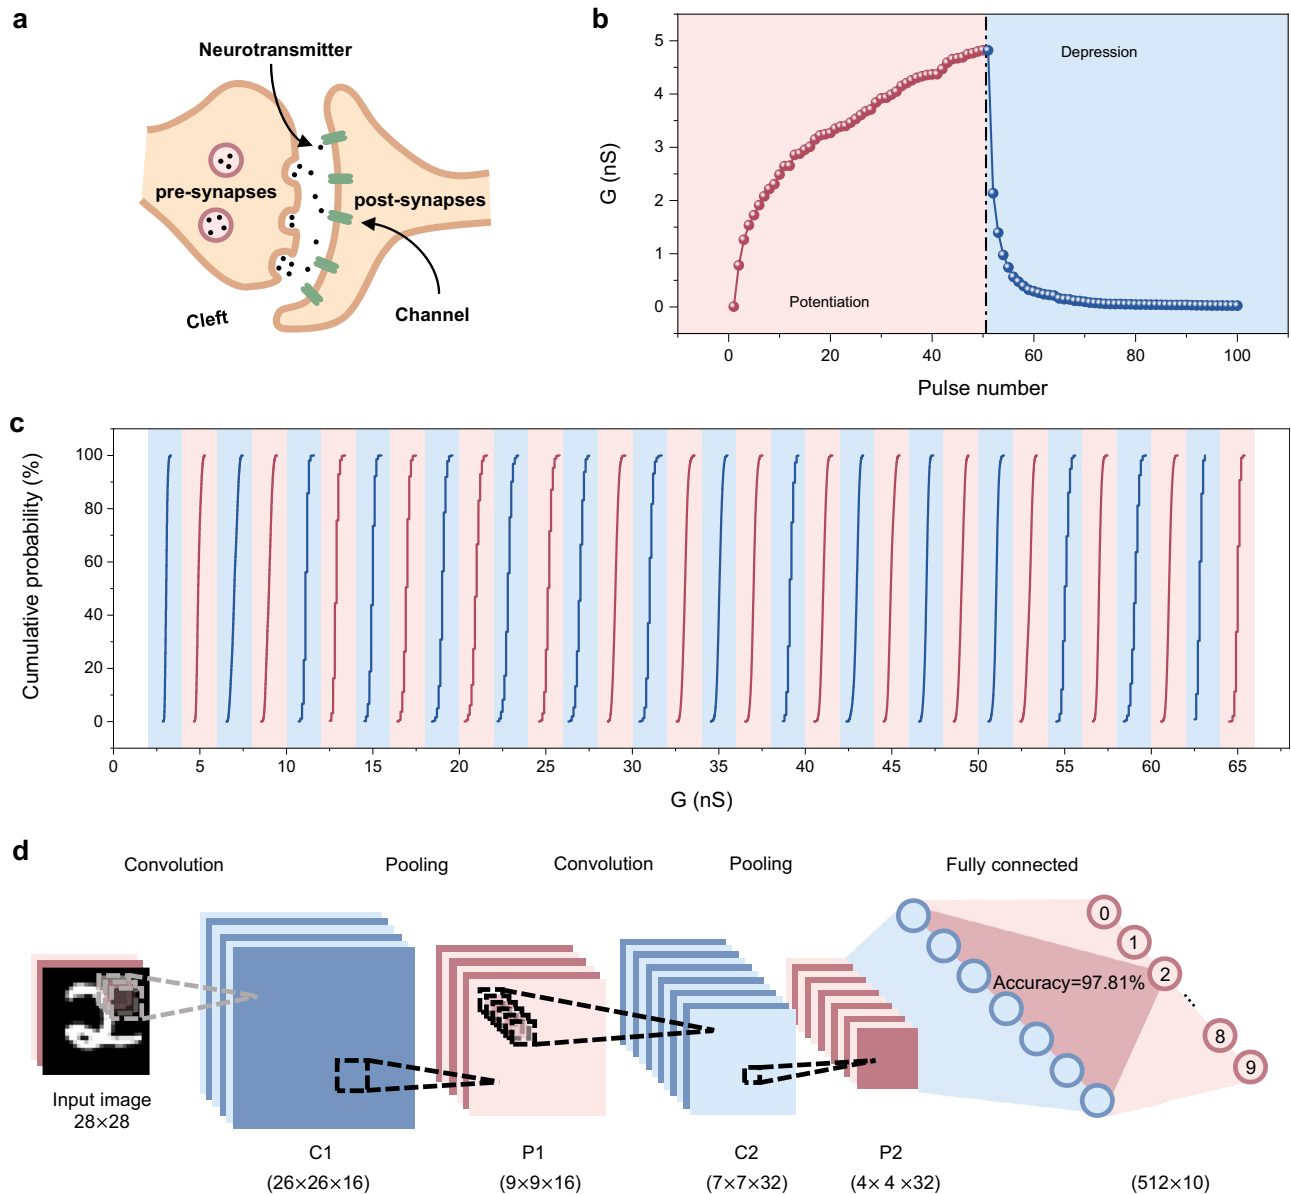 a
Neurotransmitter
pre-synapses
post-synapses
Cleft
Channel
b
5
4
3
2
1
0
G (nS)
Depression
Potentiation
0 20 40 60 80 100
Pulse number
c
100
80
60
40
20
0
Cumulative probability (%)
0 5 10 15 20 25 30 35 40 45 50 55 60 65
G (nS)
d
Convolution Pooling Convolution Pooling Fully connected
0
1
2
8
9
Accuracy=97.81%
Input image
28×28
C1 P1 C2 P2
(26×26×16) (9×9×16) (7×7×32) (4× 4 ×32) (512×10)